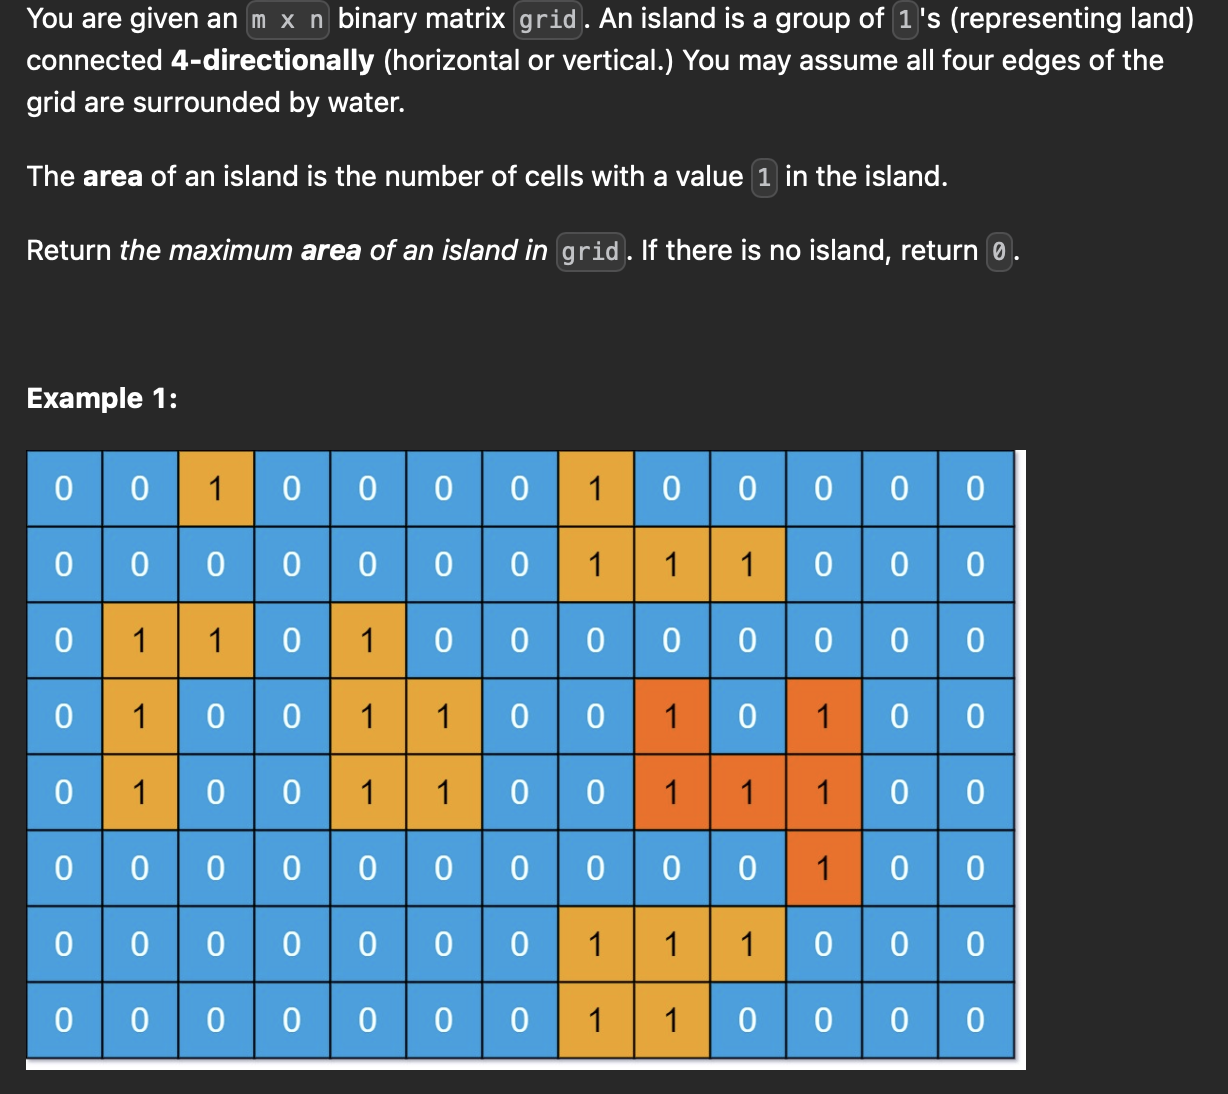 You are given an m x n binary matrix grid. An island is a group of 1's (representing land)
connected 4-directionally (horizontal or vertical.) You may assume all four edges of the
grid are surrounded by water.
The area of an island is the number of cells with a value 1 in the island.
Return the maximum area of an island in grid. If there is no island, return 0.
Example 1:
0 0 1 0 0 0 0 1 0 0 0 0 0
0 0 0 0 0 0 0 1 1 1 0 0 0
0 1 1 0 1 0 0 0 0 0 0 0 0
0 1 0 0 1 1 0 0 1 0 1 0 0
0 1 0 0 1 1 0 0 1 1 1 0 0
0 0 0 0 0 0 0 0 0 0 1 0 0
0 0 0 0 0 0 0 1 1 1 0 0 0
0 0 0 0 0 0 0 1 1 0 0 0 0